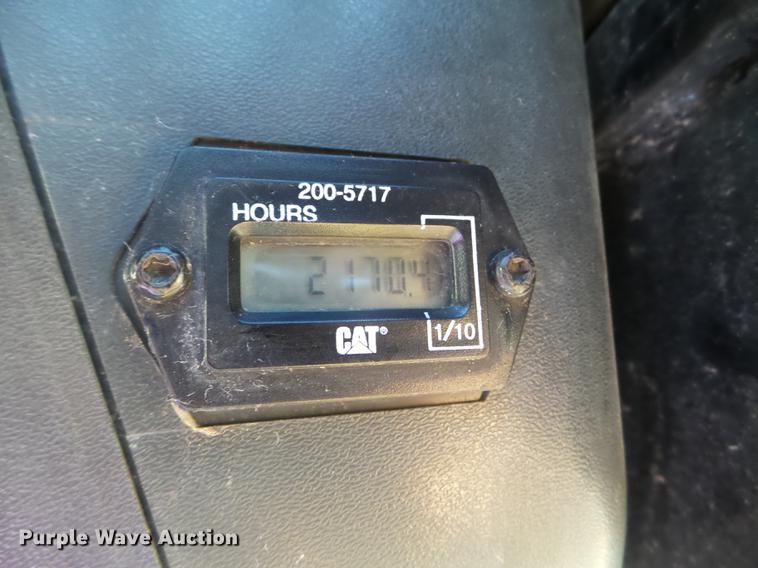 200-5717
HOURS
2170.4
CAT®
1/10
Purple Wave Auction